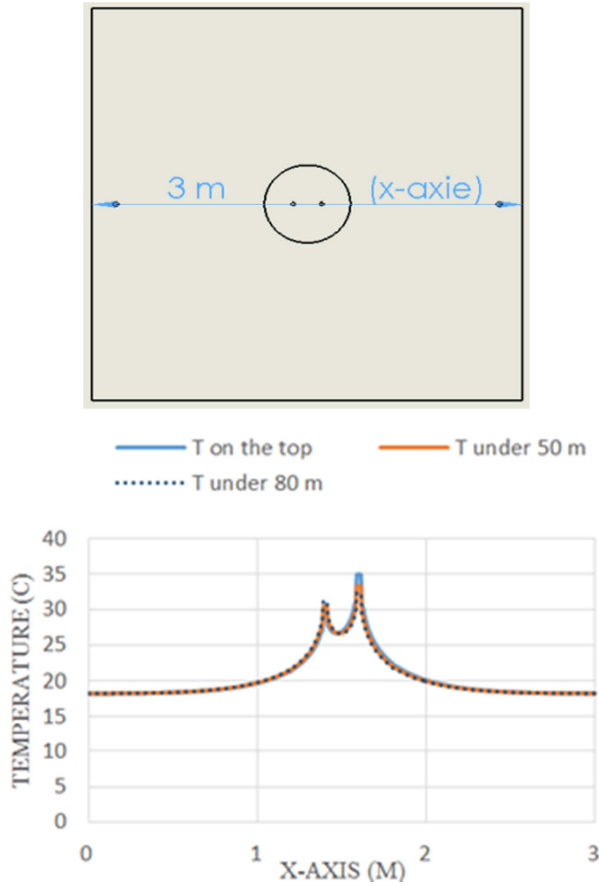 3 m (x-axie)
T on the top T under 50 m
T under 80 m
TEMPERATURE (C)
40
35
30
25
20
15
10
5
0
0 1 2 3
X-AXIS (M)